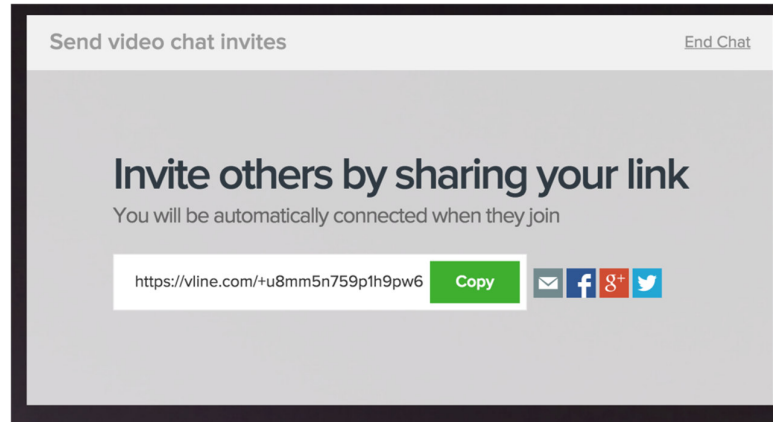 Send video chat invites
End Chat
Invite others by sharing your link
You will be automatically connected when they join
https://vline.com/+u8mm5n759p1h9pw6
Copy
f
g+